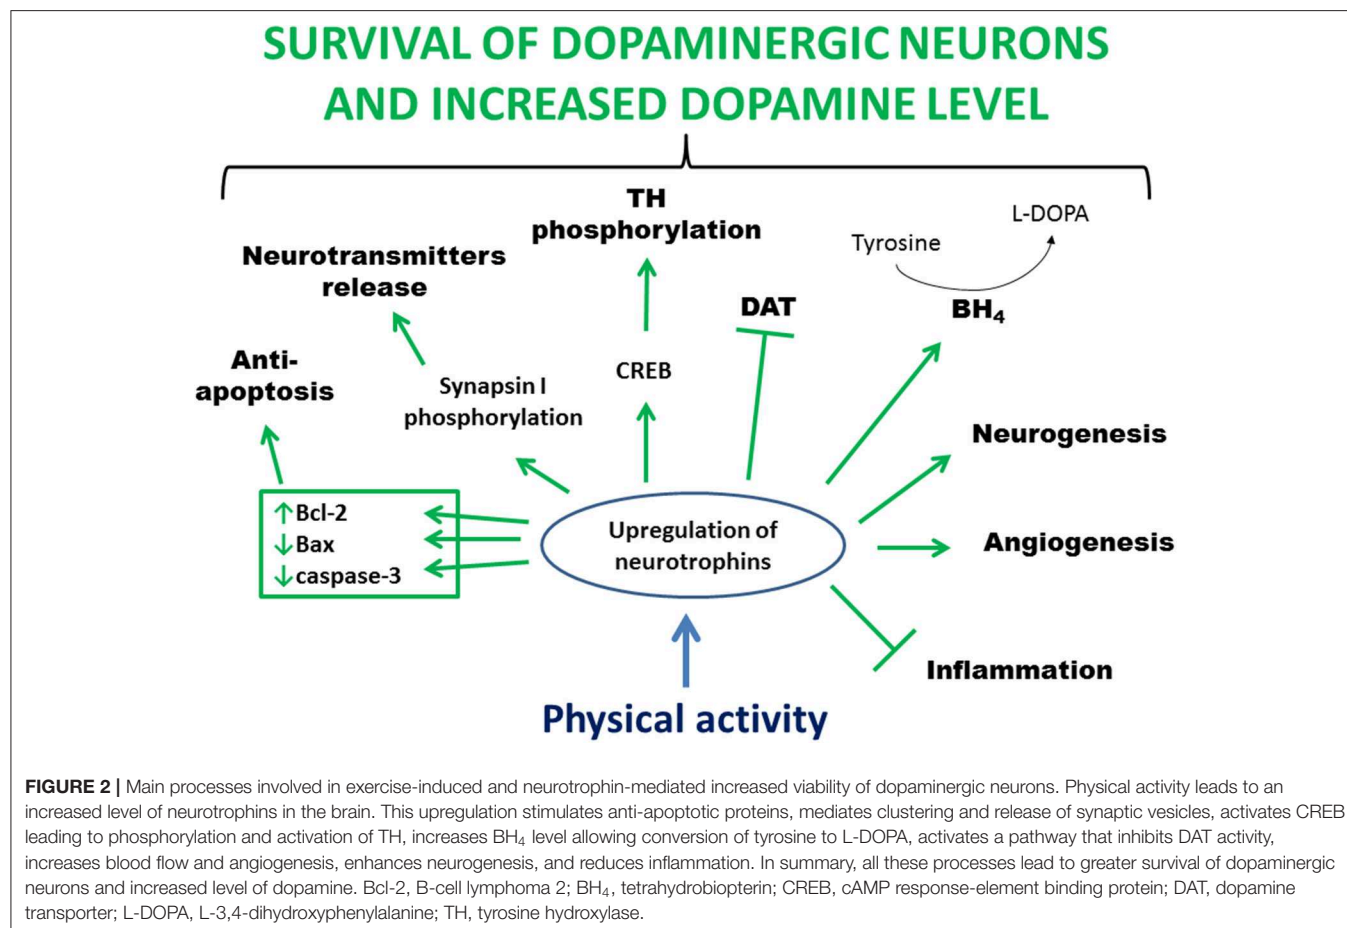 SURVIVAL OF DOPAMINERGIC NEURONS
AND INCREASED DOPAMINE LEVEL
TH
phosphorylation
L-DOPA
Tyrosine
Neurotransmitters
release
DAT
BH₄
Anti-
apoptosis
CREB
Synapsin I
phosphorylation
Neurogenesis
↑Bcl-2
↓Bax
↓caspase-3
Upregulation of
neurotrophins
Angiogenesis
Inflammation
Physical activity
FIGURE 2 | Main processes involved in exercise-induced and neurotrophin-mediated increased viability of dopaminergic neurons. Physical activity leads to an
increased level of neurotrophins in the brain. This upregulation stimulates anti-apoptotic proteins, mediates clustering and release of synaptic vesicles, activates CREB
leading to phosphorylation and activation of TH, increases BH₄ level allowing conversion of tyrosine to L-DOPA, activates a pathway that inhibits DAT activity,
increases blood flow and angiogenesis, enhances neurogenesis, and reduces inflammation. In summary, all these processes lead to greater survival of dopaminergic
neurons and increased level of dopamine. Bcl-2, B-cell lymphoma 2; BH₄, tetrahydrobiopterin; CREB, cAMP response-element binding protein; DAT, dopamine
transporter; L-DOPA, L-3,4-dihydroxyphenylalanine; TH, tyrosine hydroxylase.